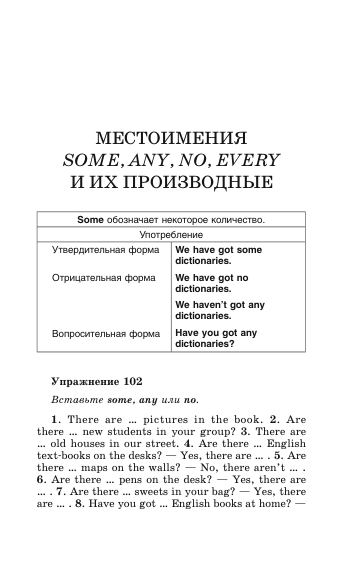 МЕСТОИМЕНИЯ
SOME, ANY, NO, EVERY
И ИХ ПРОИЗВОДНЫЕ
Some обозначает некоторое количество.
Употребление
Утвердительная форма
We have got some
dictionaries.
Отрицательная форма
We have got no
dictionaries.
We haven't got any
dictionaries.
Вопросительная форма
Have you got any
dictionaries?
Упражнение 102
Вставьте some, any или no.
1. There are ... pictures in the book. 2. Are
there ... new students in your group? 3. There are
... old houses in our street. 4. Are there ... English
text-books on the desks? — Yes, there are ... . 5. Are
there ... maps on the walls? — No, there aren't ... .
6. Are there ... pens on the desk? — Yes, there are
... . 7. Are there ... sweets in your bag? — Yes, there
are ... . 8. Have you got ... English books at home? —